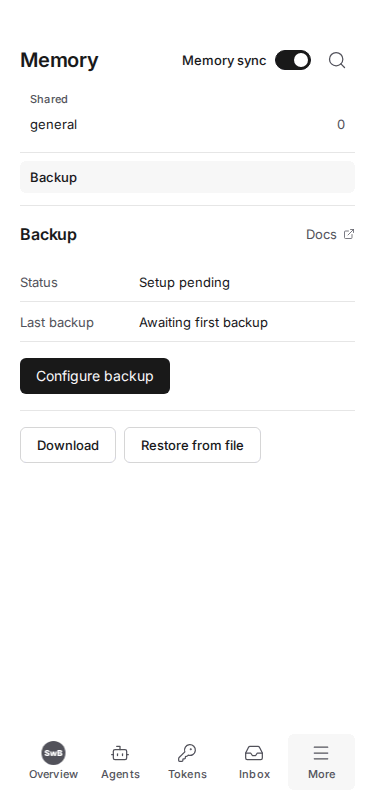 Memory
Memory sync
Shared
general 0
Backup
Backup
Docs
Status Setup pending
Last backup Awaiting first backup
Configure backup
Download Restore from file
SwB
Overview Agents Tokens Inbox More